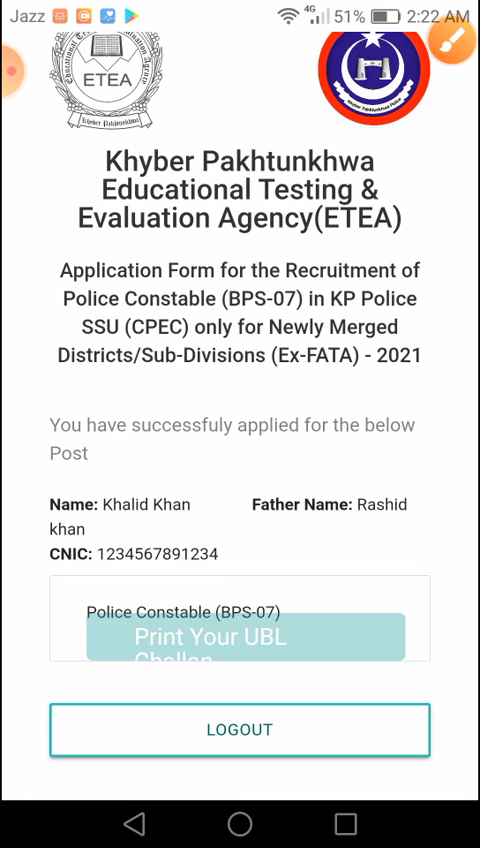 Jazz 4G 51% 2:22 AM
ETEA
Khyber Pakhtunkhwa
Khyber Pakhtunkhwa
Educational Testing &
Evaluation Agency(ETEA)
Application Form for the Recruitment of
Police Constable (BPS-07) in KP Police
SSU (CPEC) only for Newly Merged
Districts/Sub-Divisions (Ex-FATA) - 2021
You have successfuly applied for the below
Post
Name: Khalid Khan Father Name: Rashid
khan
CNIC: 1234567891234
Police Constable (BPS-07)
Print Your UBL
Challan
LOGOUT